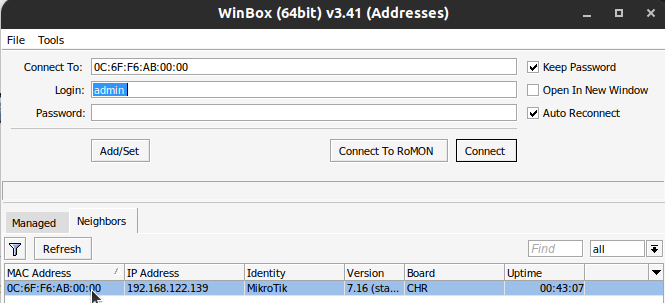 WinBox (64bit) v3.41 (Addresses)
File Tools
Connect To: 0C:6F:F6:AB:00:00 Keep Password
Login: admin Open In New Window
Password: Auto Reconnect
Add/Set Connect To RoMON Connect
Managed Neighbors
Refresh Find all
MAC Address IP Address Identity Version Board Uptime
0C:6F:F6:AB:00:00 192.168.122.139 MikroTik 7.16 (sta... CHR 00:43:07